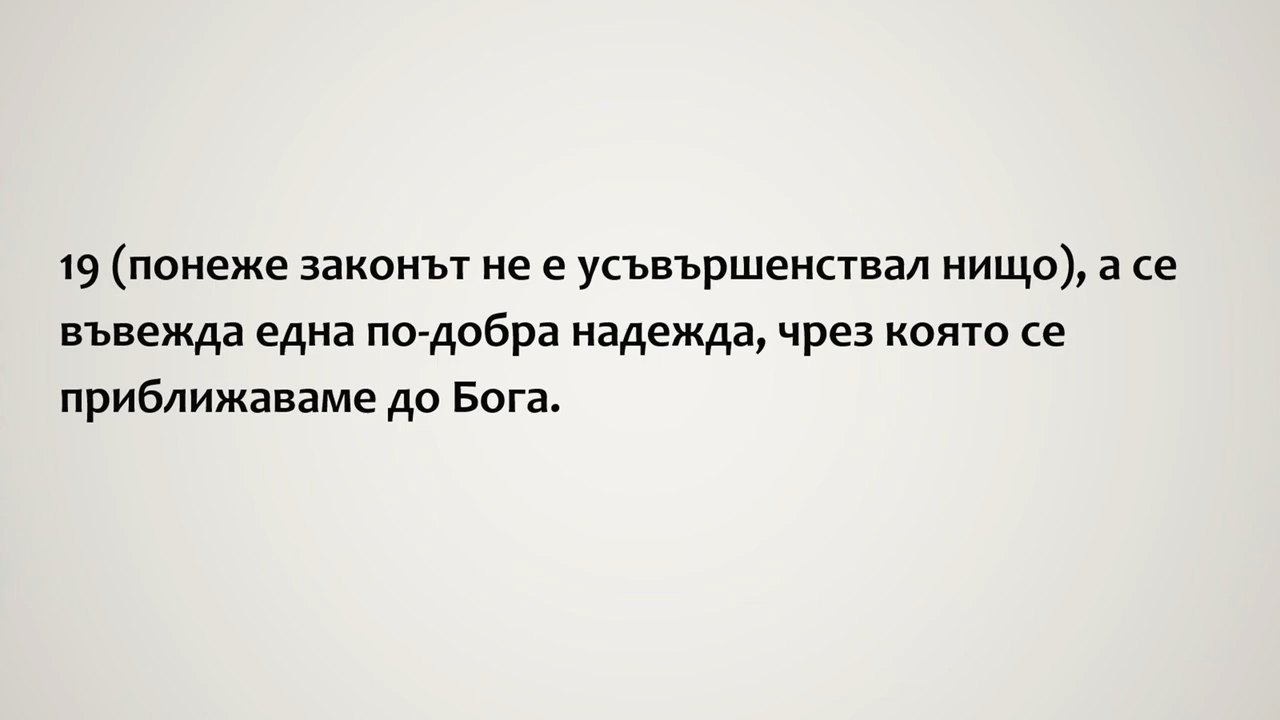 19 (понеже законът не е усъвършенствал нищо), а се
въвежда една по-добра надежда, чрез която се
приближаваме до Бога.